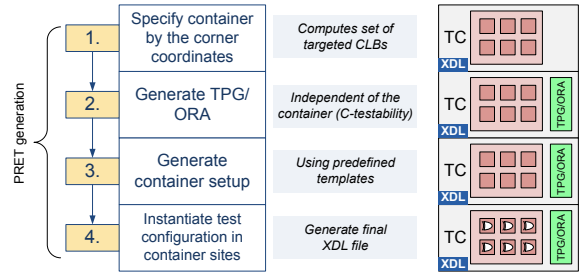 PRET generation
1.
Specify container
by the corner
coordinates
Computes set of
targeted CLBs
TC
XDL
2.
Generate TPG/
ORA
Independent of the
container (C-testability)
TC
XDL
TPG/ORA
3.
Generate
container setup
Using predefined
templates
TC
XDL
TPG/ORA
4.
Instantiate test
configuration in
container sites
Generate final
XDL file
TC
XDL
TPG/ORA